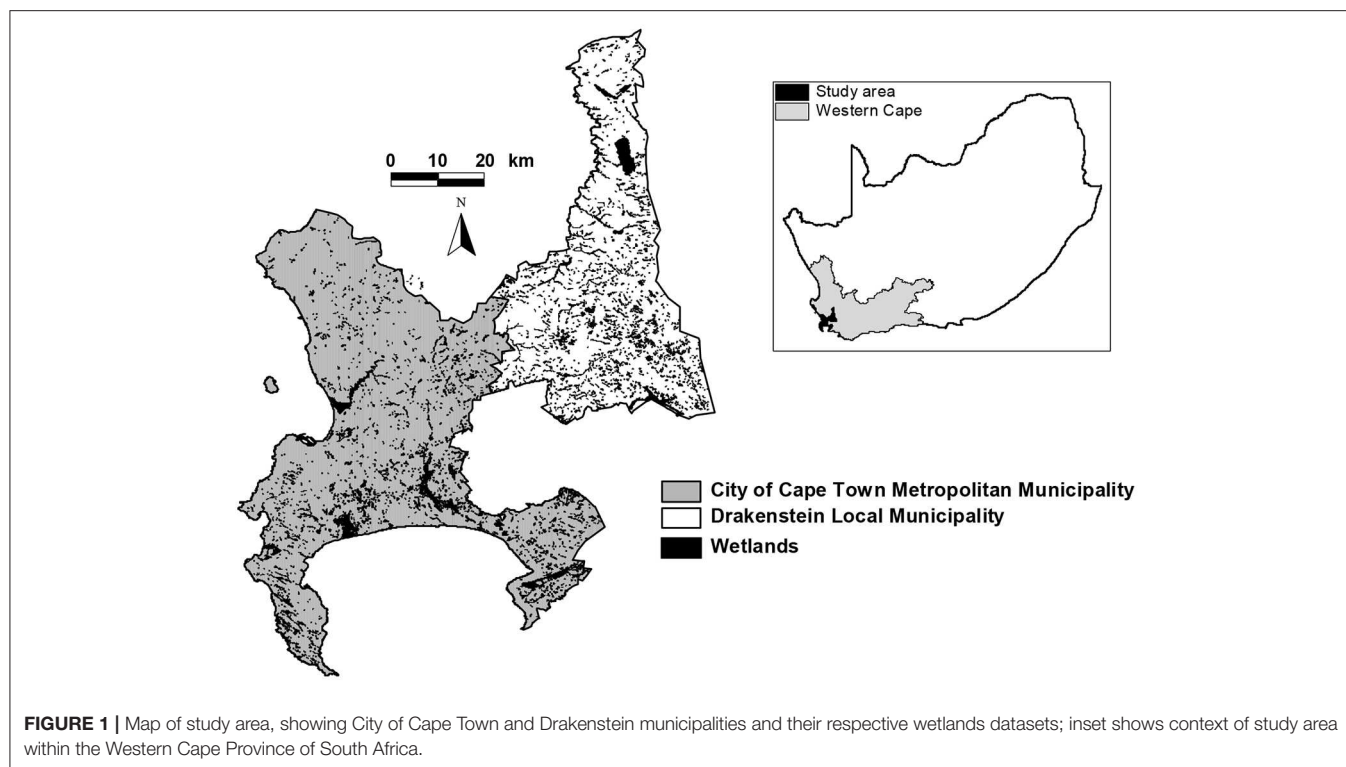 0 10 20 km
N
Study area
Western Cape
City of Cape Town Metropolitan Municipality
Drakenstein Local Municipality
Wetlands
FIGURE 1 | Map of study area, showing City of Cape Town and Drakenstein municipalities and their respective wetlands datasets; inset shows context of study area
within the Western Cape Province of South Africa.